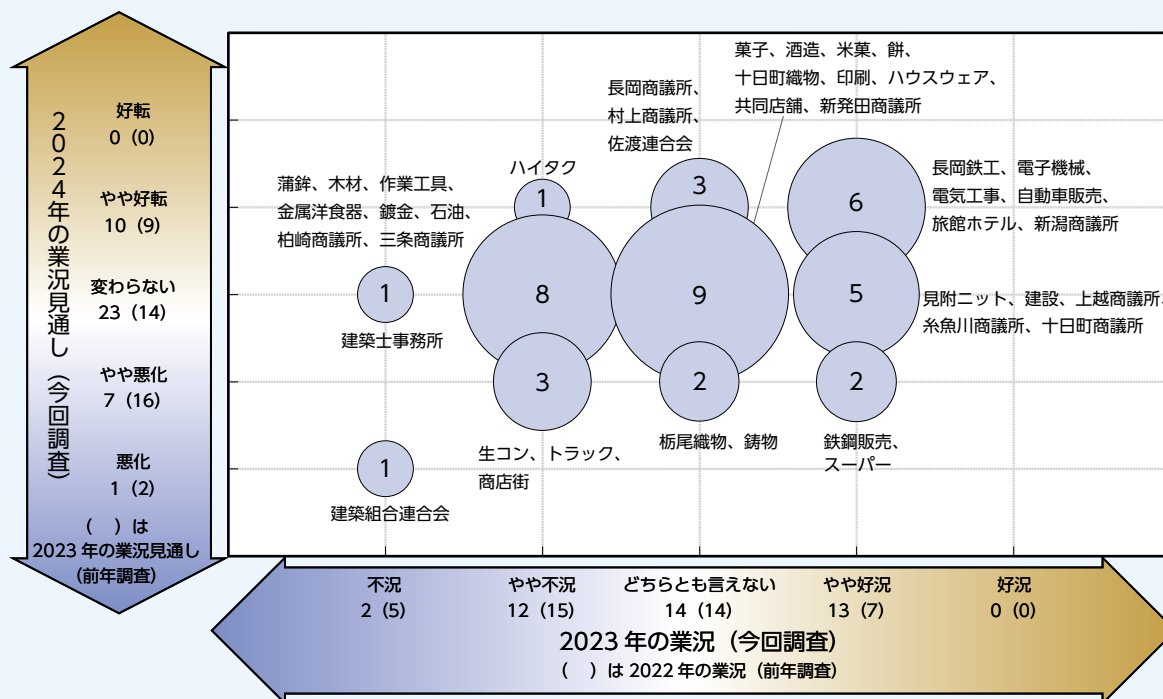 2024年の業況見通し（今回調査）
好転
0（0）
やや好転
10（9）
変わらない
23（14）
やや悪化
7（16）
悪化
1（2）
（　）は
2023年の業況見通し
（前年調査）
菓子、酒造、米菓、餅、
十日町織物、印刷、ハウスウェア、
共同店舗、新発田商議所
長岡商議所、
村上商議所、
佐渡連合会
ハイタク
蒲鉾、木材、作業工具、
金属洋食器、鍍金、石油、
柏崎商議所、三条商議所
長岡鉄工、電子機械、
電気工事、自動車販売、
旅館ホテル、新潟商議所
1
3
6
1
8
9
5
見附ニット、建設、上越商議所、
糸魚川商議所、十日町商議所
建築士事務所
3
2
2
生コン、トラック、
商店街
栃尾織物、鋳物
鉄鋼販売、
スーパー
1
建築組合連合会
不況
2（5）
やや不況
12（15）
どちらとも言えない
14（14）
やや好況
13（7）
好況
0（0）
2023年の業況（今回調査）
（　）は2022年の業況（前年調査）